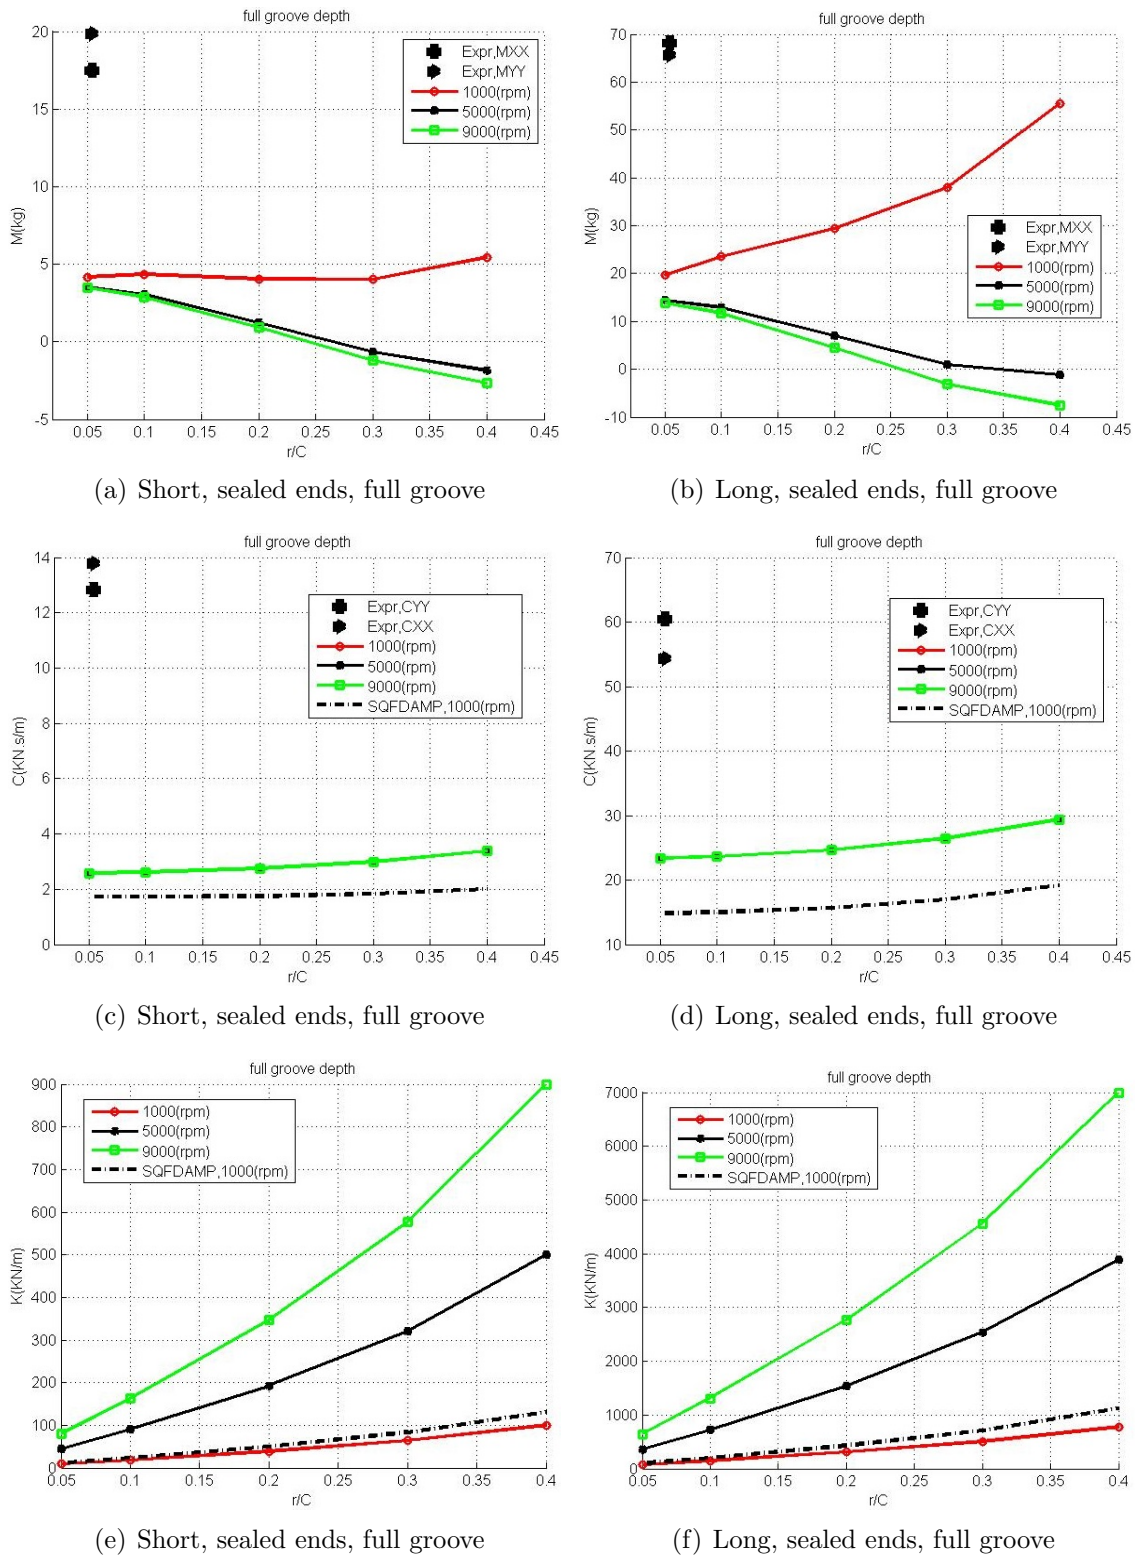 full groove depth
20
15
10
5
0
-5
M(kg)
Expr,MXX
Expr,MYY
1000(rpm)
5000(rpm)
9000(rpm)
0.05 0.1 0.15 0.2 0.25 0.3 0.35 0.4 0.45
r/C
(a) Short, sealed ends, full groove
full groove depth
70
60
50
40
30
20
10
0
-10
M(kg)
Expr,MXX
Expr,MYY
1000(rpm)
5000(rpm)
9000(rpm)
0.05 0.1 0.15 0.2 0.25 0.3 0.35 0.4 0.45
r/C
(b) Long, sealed ends, full groove
full groove depth
14
12
10
8
6
4
2
0
C(KN.s/m)
Expr,CYY
Expr,CXX
1000(rpm)
5000(rpm)
9000(rpm)
SQFDAMP,1000(rpm)
0.05 0.1 0.15 0.2 0.25 0.3 0.35 0.4 0.45
r/C
(c) Short, sealed ends, full groove
full groove depth
70
60
50
40
30
20
10
C(KN.s/m)
Expr,CYY
Expr,CXX
1000(rpm)
5000(rpm)
9000(rpm)
SQFDAMP,1000(rpm)
0.05 0.1 0.15 0.2 0.25 0.3 0.35 0.4 0.45
r/C
(d) Long, sealed ends, full groove
full groove depth
900
800
700
600
500
400
300
200
100
0
K(KN/m)
1000(rpm)
5000(rpm)
9000(rpm)
SQFDAMP,1000(rpm)
0.05 0.1 0.15 0.2 0.25 0.3 0.35 0.4
r/C
(e) Short, sealed ends, full groove
full groove depth
7000
6000
5000
4000
3000
2000
1000
0
K(KN/m)
1000(rpm)
5000(rpm)
9000(rpm)
SQFDAMP,1000(rpm)
0.05 0.1 0.15 0.2 0.25 0.3 0.35 0.4
r/C
(f) Long, sealed ends, full groove